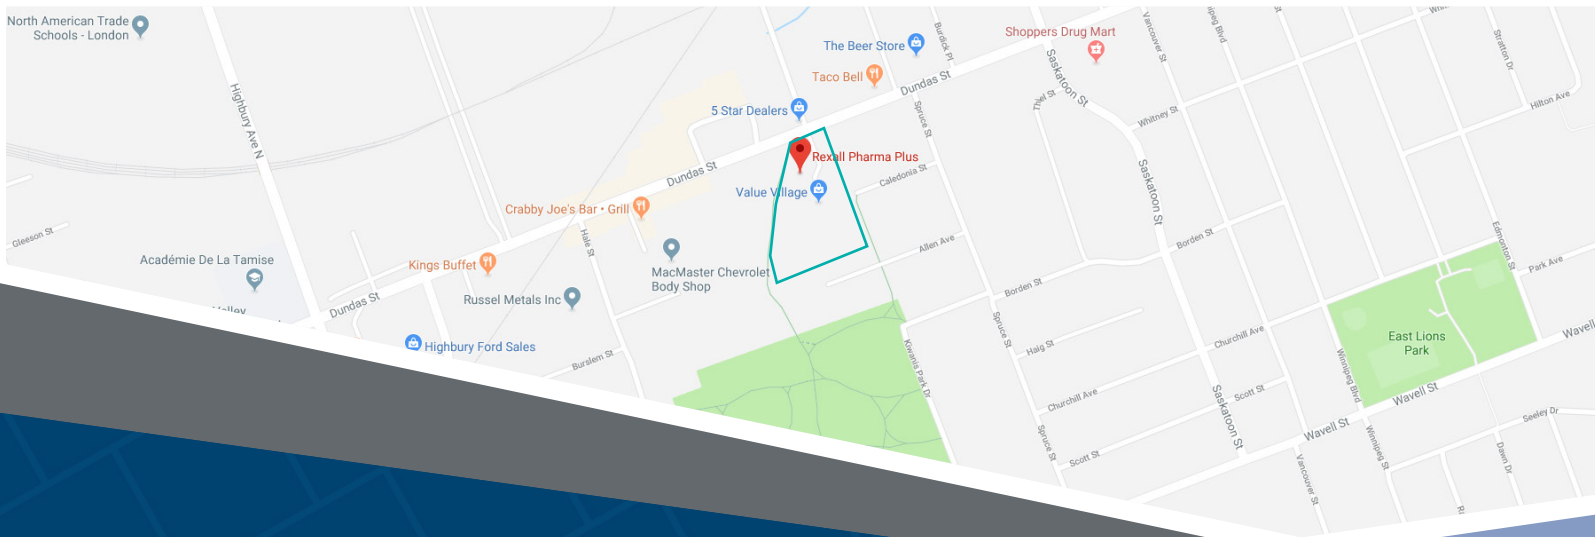 North American Trade
Schools - London
Highbury Ave N
Gleeson St
Académie De La Tamise
Dundas St
Kings Buffet
Russel Metals Inc
Highbury Ford Sales
Burslem St
Crabby Joe's Bar • Grill
Hale St
MacMaster Chevrolet
Body Shop
Dundas St
5 Star Dealers
Rexall Pharma Plus
Value Village
Taco Bell
The Beer Store
Dundas St
Burdick Pl
Spruce St
Caledonia St
Allen Ave
Kiwanis Park Dr
Shoppers Drug Mart
Saskatoon St
Thiel St
Whitney St
Vancouver St
Saskatoon St
Borden St
Borden St
Spruce St
Haig St
Churchill Ave
Churchill Ave
Scott St
Scott St
Spruce St
Saskatoon St
Hilton Ave
Stratton Dr
Edmonton St
Park Ave
East Lions
Park
Winnipeg Blvd
Wavell St
Wavell St
Wavell
Winnipeg St
Vancouver St
Seeley Dr
Dawn Dr